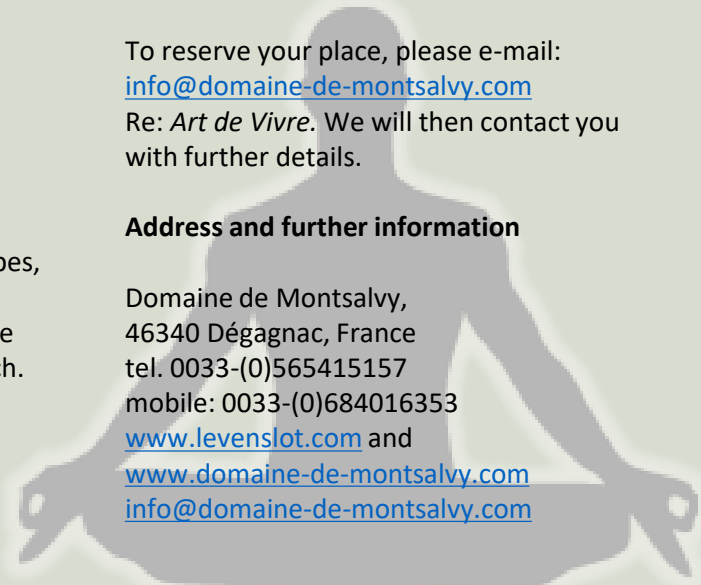 To reserve your place, please e-mail:
info@domaine-de-montsalvy.com
Re: Art de Vivre. We will then contact you
with further details.
Address and further information
Domaine de Montsalvy,
46340 Dégagnac, France
tel. 0033-(0)565415157
mobile: 0033-(0)684016353
www.levenslot.com and
www.domaine-de-montsalvy.com
info@domaine-de-montsalvy.com